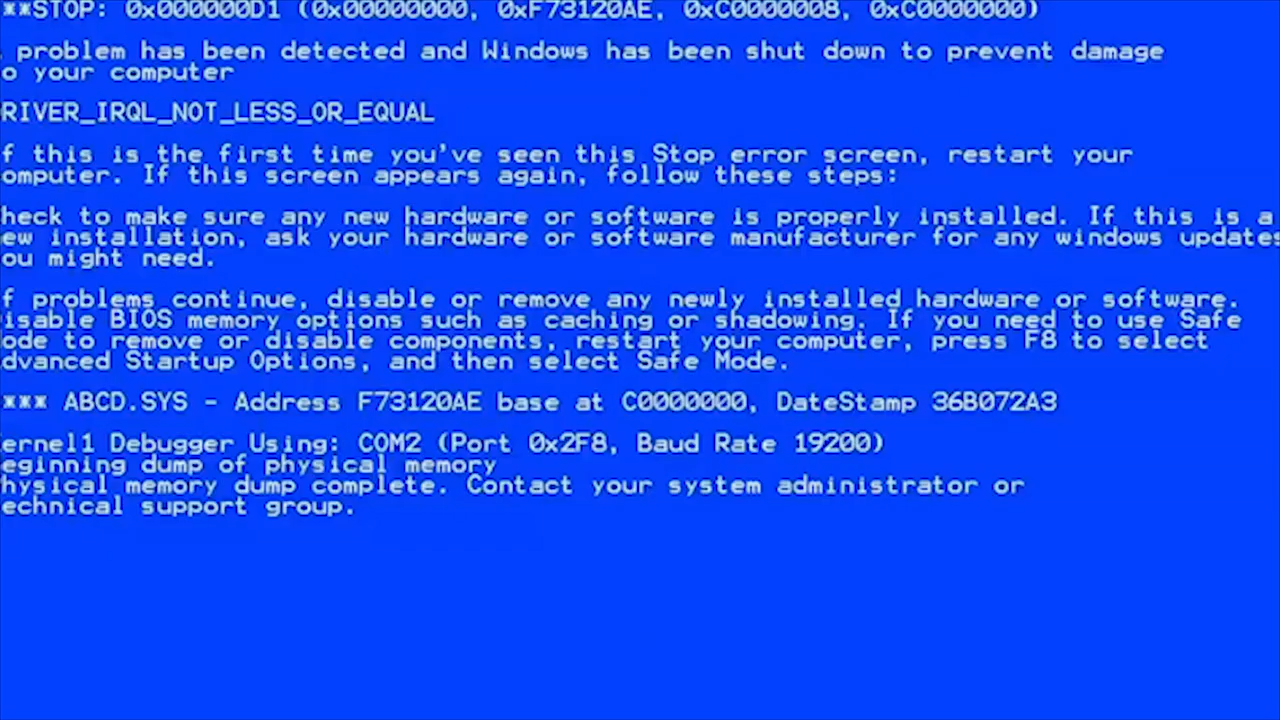 **STOP: 0x000000D1 (0x00000000, 0xF73120AE, 0xC0000008, 0xC0000000)
problem has been detected and Windows has been shut down to prevent damage
o your computer
RIVER_IRQL_NOT_LESS_OR_EQUAL
f this is the first time you've seen this Stop error screen, restart your
omputer. If this screen appears again, follow these steps:
heck to make sure any new hardware or software is properly installed. If this is a
ew installation, ask your hardware or software manufacturer for any windows updates
ou might need.
f problems continue, disable or remove any newly installed hardware or software.
isable BIOS memory options such as caching or shadowing. If you need to use Safe
ode to remove or disable components, restart your computer, press F8 to select
dvanced Startup Options, and then select Safe Mode.
*** ABCD.SYS - Address F73120AE base at C0000000, DateStamp 36B072A3
ernel1 Debugger Using: COM2 (Port 0x2F8, Baud Rate 19200)
eginning dump of physical memory
hysical memory dump complete. Contact your system administrator or
echnical support group.